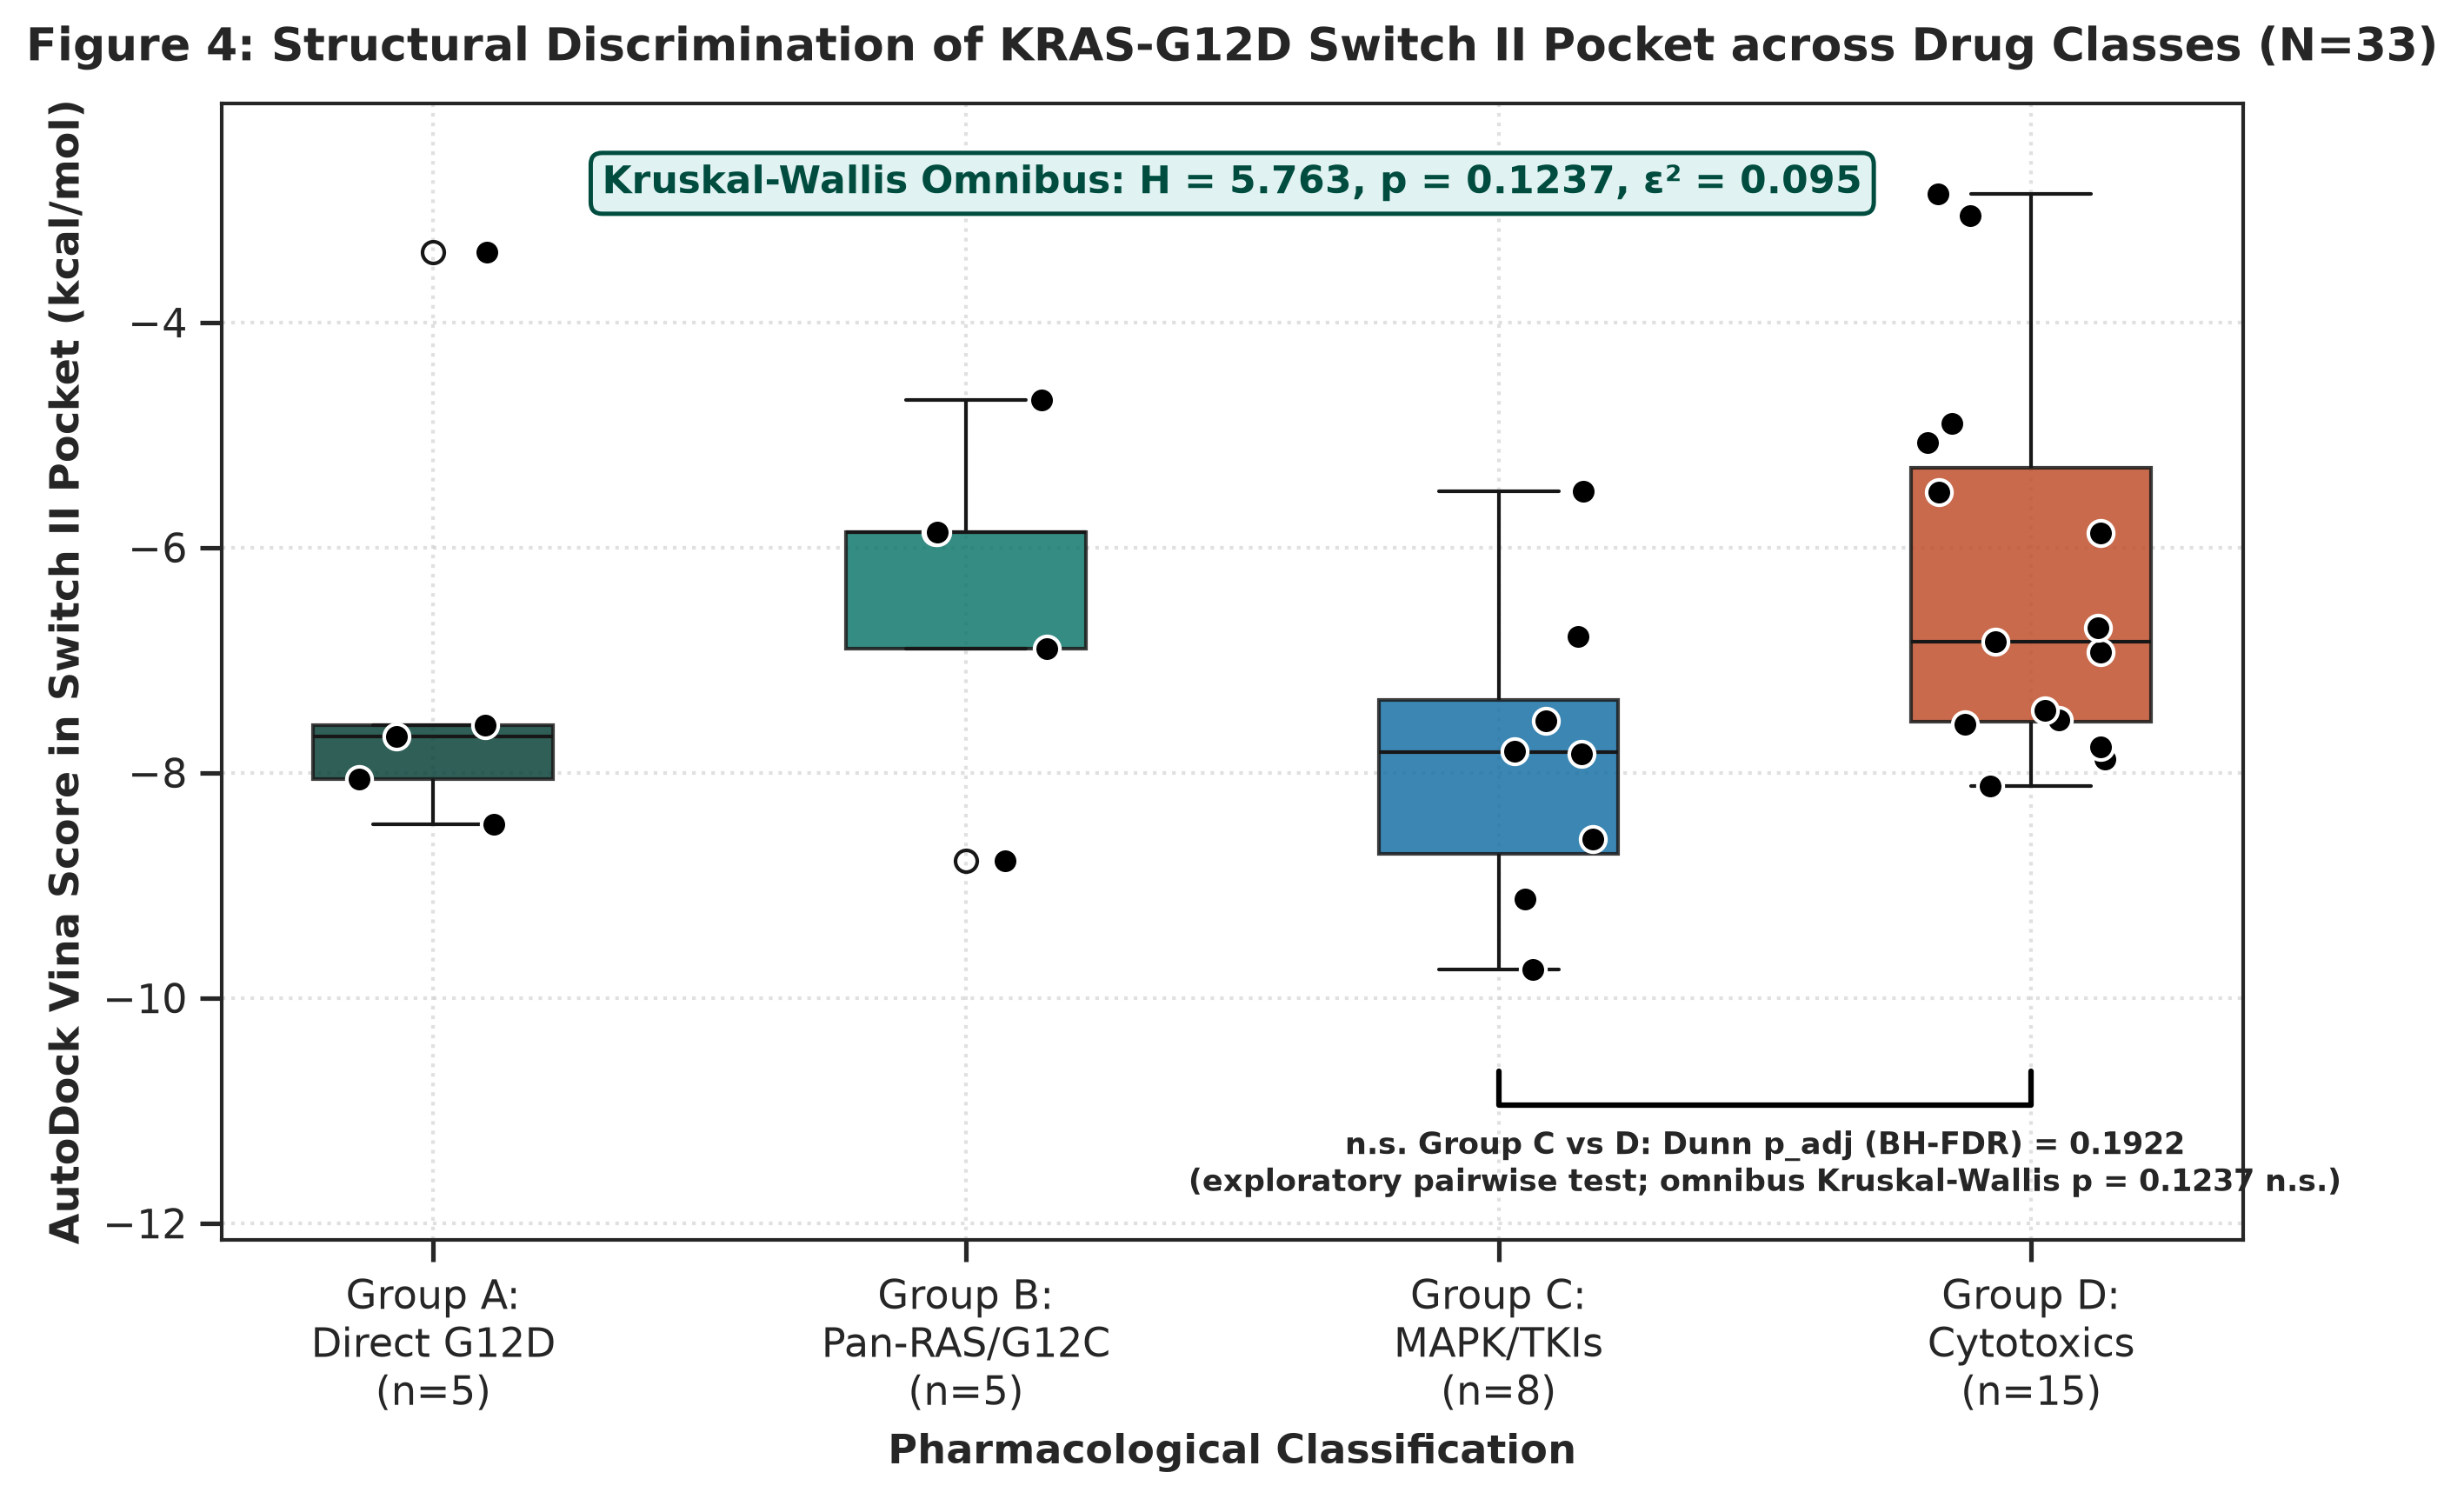 Figure 4: Structural Discrimination of KRAS-G12D Switch II Pocket across Drug Classes (N=33)
AutoDock Vina Score in Switch II Pocket (kcal/mol)
Kruskal-Wallis Omnibus: H = 5.763, p = 0.1237, ε² = 0.095
−4
−6
−8
−10
−12
n.s. Group C vs D: Dunn p_adj (BH-FDR) = 0.1922
(exploratory pairwise test; omnibus Kruskal-Wallis p = 0.1237 n.s.)
Group A:
Direct G12D
(n=5)
Group B:
Pan-RAS/G12C
(n=5)
Group C:
MAPK/TKIs
(n=8)
Group D:
Cytotoxics
(n=15)
Pharmacological Classification